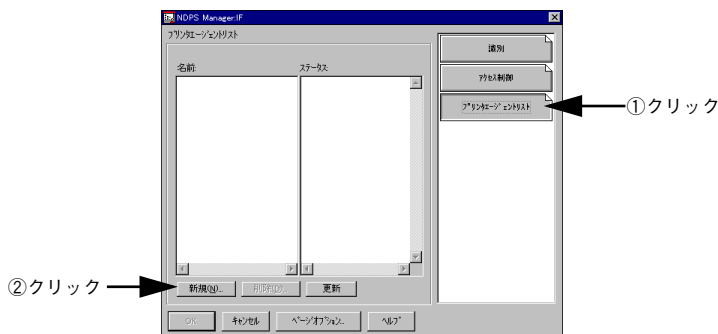 NDPS Manager:IF
プリンタエージェントリスト
名前:
ステータス:
識別
アクセス制御
プリンタエージェントリスト
①クリック
②クリック
新規(N)...
削除(D)...
更新
OK
キャンセル
ページオプション...
ヘルプ